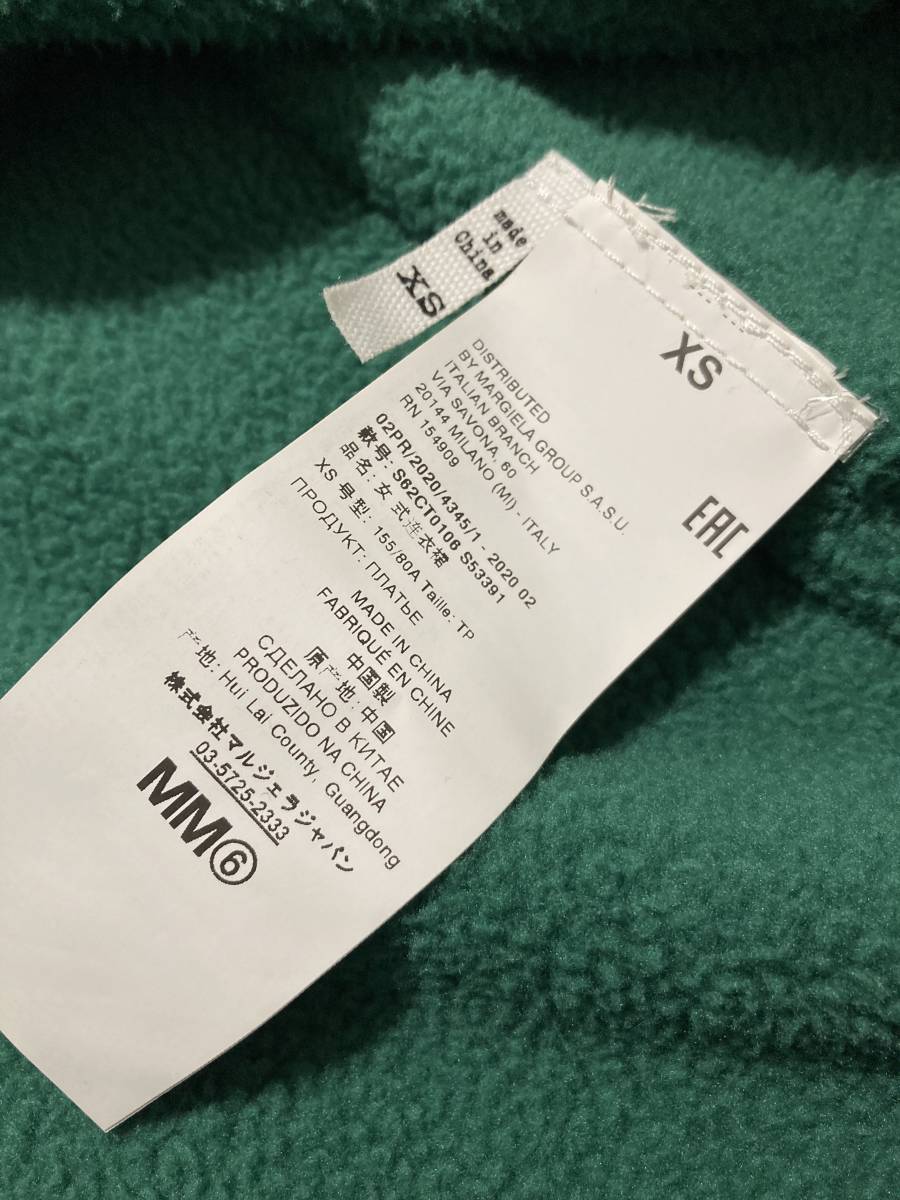 made
in
China
XS
XS
EAC
DISTRIBUTED
BY MARGIELA GROUP S.A.S.U.
ITALIAN BRANCH
VIA SAVONA, 60
20144 MILANO (MI) - ITALY
RN 154909
02PR/2020/4345/1 - 2020 02
款号: S62CT0106 S53391
品名: 女 式连衣裙
XS 号型: 155/80A Taille: TP
ПРОДУКТ: ПЛАТЬЕ
MADE IN CHINA
FABRIQUÉ EN CHINE
中国製
原产地: 中国
СДЕЛАНО В КИТАЕ
PRODUZIDO NA CHINA
产地: Hui Lai County, Guangdong
株式会社マルジェラジャパン
03-5725-2333
MM⑥